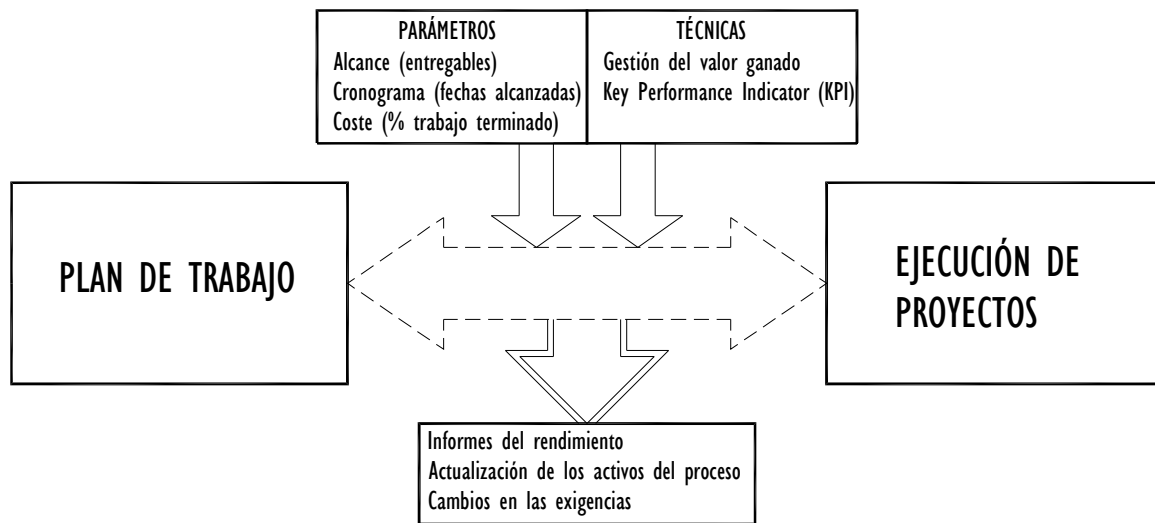 PARÁMETROS
Alcance (entregables)
Cronograma (fechas alcanzadas)
Coste (% trabajo terminado)
TÉCNICAS
Gestión del valor ganado
Key Performance Indicator (KPI)
PLAN DE TRABAJO
EJECUCIÓN DE
PROYECTOS
Informes del rendimiento
Actualización de los activos del proceso
Cambios en las exigencias